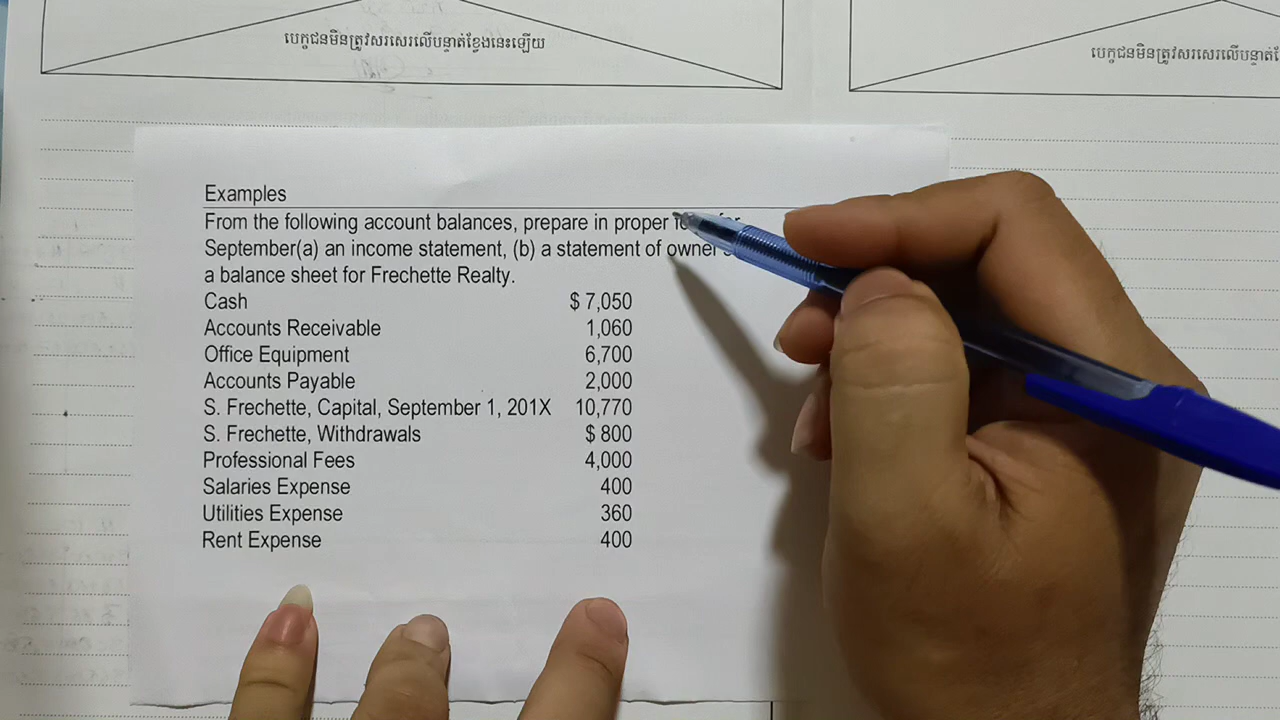 បេក្ខជនមិនត្រូវសរសេរលើបន្ទាត់ខ្វែងនេះឡើយ
បេក្ខជនមិនត្រូវសរសេរលើបន្ទាត់
Examples
From the following account balances, prepare in proper
September(a) an income statement, (b) a statement of owner
a balance sheet for Frechette Realty.
Cash $ 7,050
Accounts Receivable 1,060
Office Equipment 6,700
Accounts Payable 2,000
S. Frechette, Capital, September 1, 201X 10,770
S. Frechette, Withdrawals $ 800
Professional Fees 4,000
Salaries Expense 400
Utilities Expense 360
Rent Expense 400